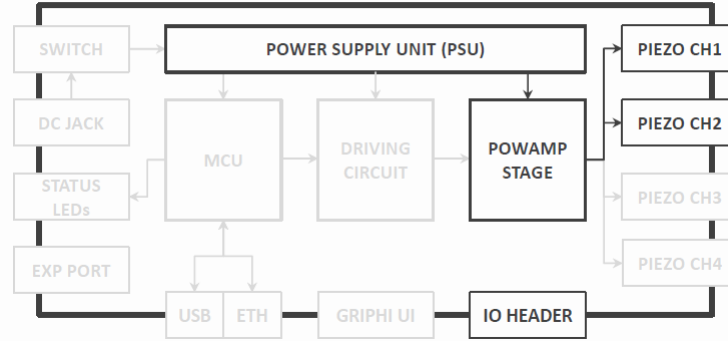 SWITCH
POWER SUPPLY UNIT (PSU)
PIEZO CH1
DC JACK
MCU
DRIVING
CIRCUIT
POWAMP
STAGE
PIEZO CH2
STATUS
LEDs
PIEZO CH3
EXP PORT
PIEZO CH4
USB
ETH
GRIPHI UI
IO HEADER